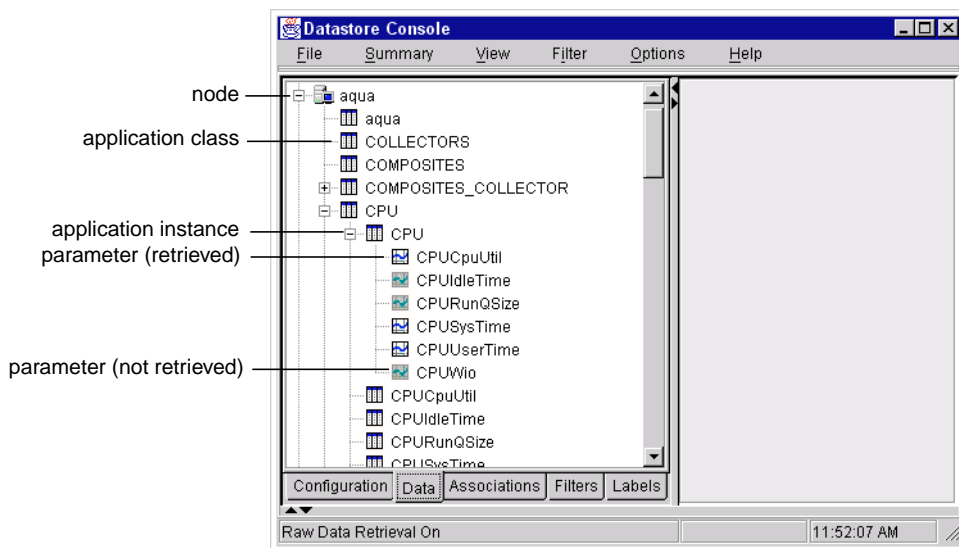 Datastore Console
File Summary View Filter Options Help
node
aqua
aqua
application class
COLLECTORS
COMPOSITES
COMPOSITES_COLLECTOR
CPU
application instance
CPU
parameter (retrieved)
CPUCpuUtil
CPUIdleTime
CPURunQSize
CPUSysTime
CPUUserTime
parameter (not retrieved)
CPUWio
CPUCpuUtil
CPUIdleTime
CPURunQSize
CPUSysTime
Configuration Data Associations Filters Labels
Raw Data Retrieval On 11:52:07 AM